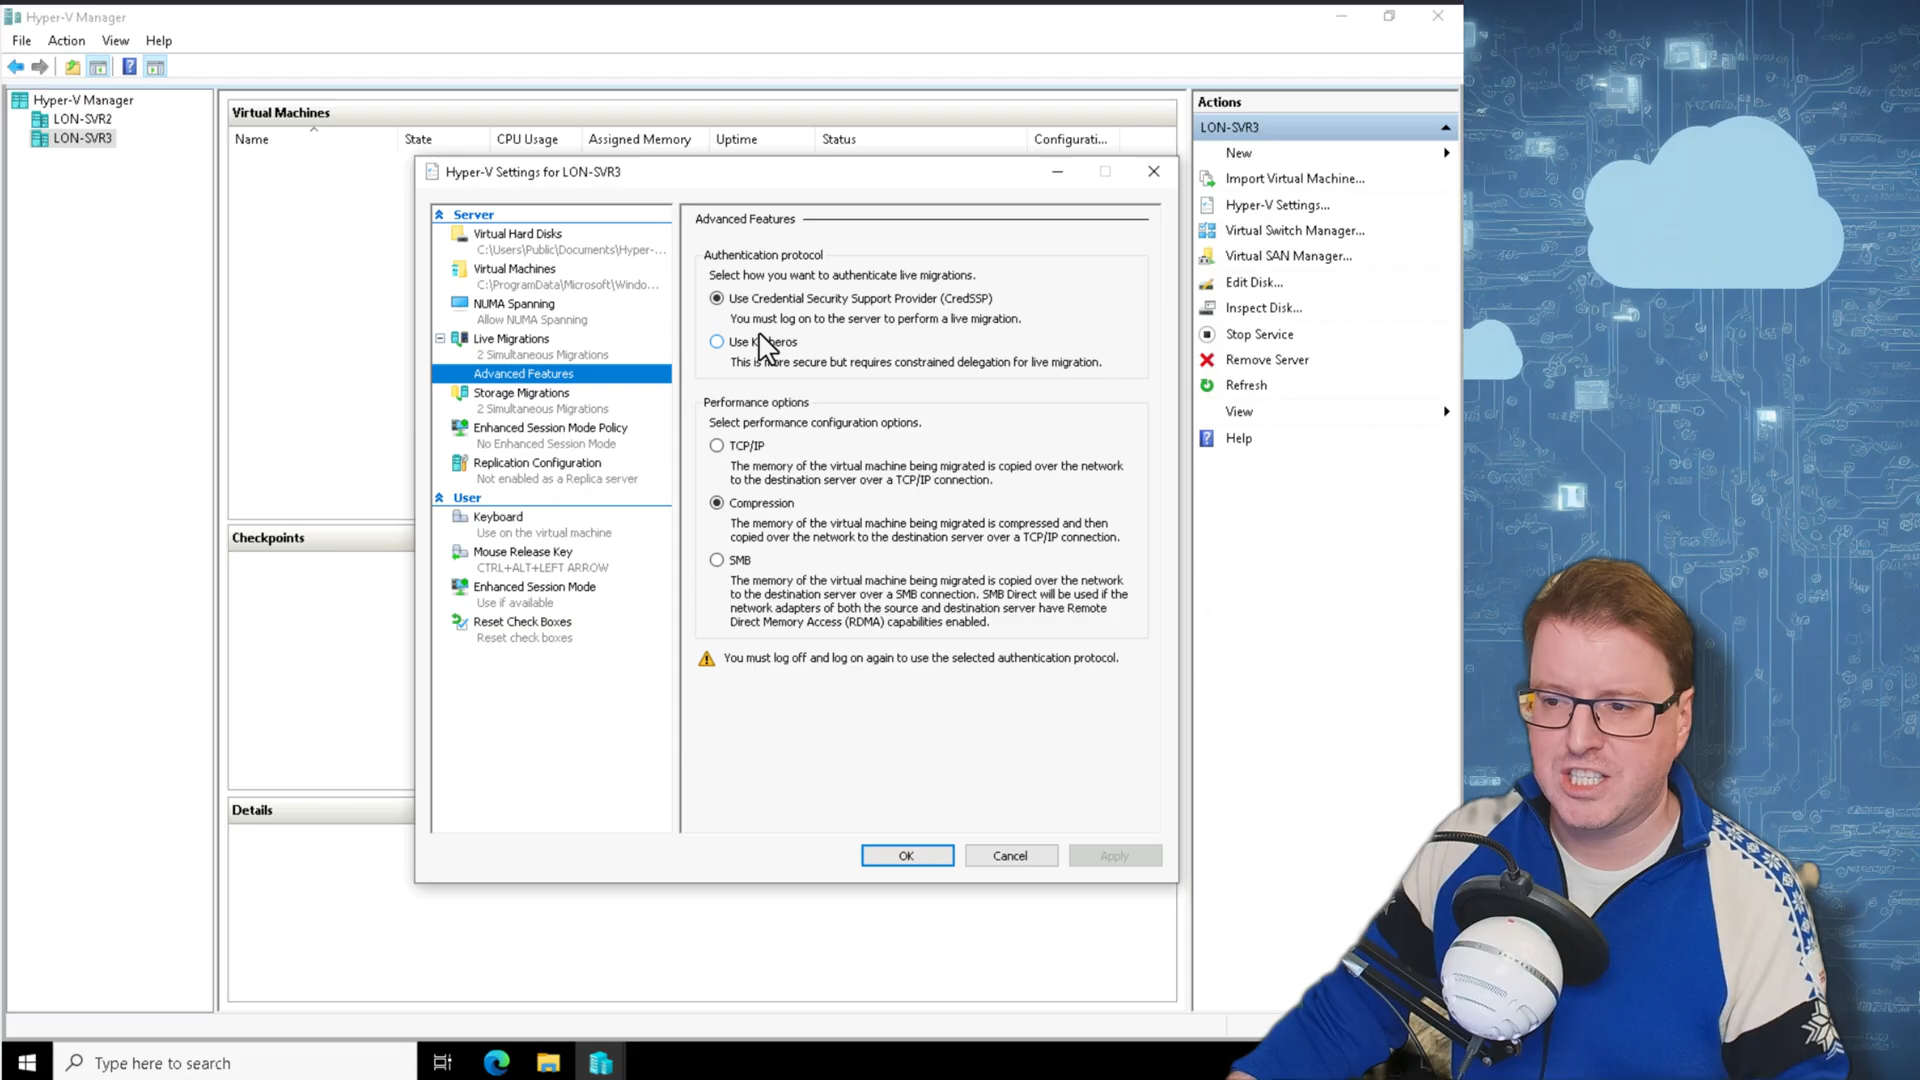 Hyper-V Manager
File Action View Help
Hyper-V Manager
LON-SVR2
LON-SVR3
Virtual Machines
Name State CPU Usage Assigned Memory Uptime Status Configurati...
Checkpoints
Details
Hyper-V Settings for LON-SVR3
Server
Virtual Hard Disks
C:\Users\Public\Documents\Hyper-...
Virtual Machines
C:\ProgramData\Microsoft\Windo...
NUMA Spanning
Allow NUMA Spanning
Live Migrations
2 Simultaneous Migrations
Advanced Features
Storage Migrations
2 Simultaneous Migrations
Enhanced Session Mode Policy
No Enhanced Session Mode
Replication Configuration
Not enabled as a Replica server
User
Keyboard
Use on the virtual machine
Mouse Release Key
CTRL+ALT+LEFT ARROW
Enhanced Session Mode
Use if available
Reset Check Boxes
Reset check boxes
Advanced Features
Authentication protocol
Select how you want to authenticate live migrations.
Use Credential Security Support Provider (CredSSP)
You must log on to the server to perform a live migration.
Use
This is more secure but requires constrained delegation for live migration.
Performance options
Select performance configuration options.
TCP/IP
The memory of the virtual machine being migrated is copied over the network
to the destination server over a TCP/IP connection.
Compression
The memory of the virtual machine being migrated is compressed and then
copied over the network to the destination server over a TCP/IP connection.
SMB
The memory of the virtual machine being migrated is copied over the network
to the destination server over a SMB connection. SMB Direct will be used if the
network adapters of both the source and destination server have Remote
Direct Memory Access (RDMA) capabilities enabled.
You must log off and log on again to use the selected authentication protocol.
OK Cancel Apply
Actions
LON-SVR3
New
Import Virtual Machine...
Hyper-V Settings...
Virtual Switch Manager...
Virtual SAN Manager...
Edit Disk...
Inspect Disk...
Stop Service
Remove Server
Refresh
View
Help
Type here to search